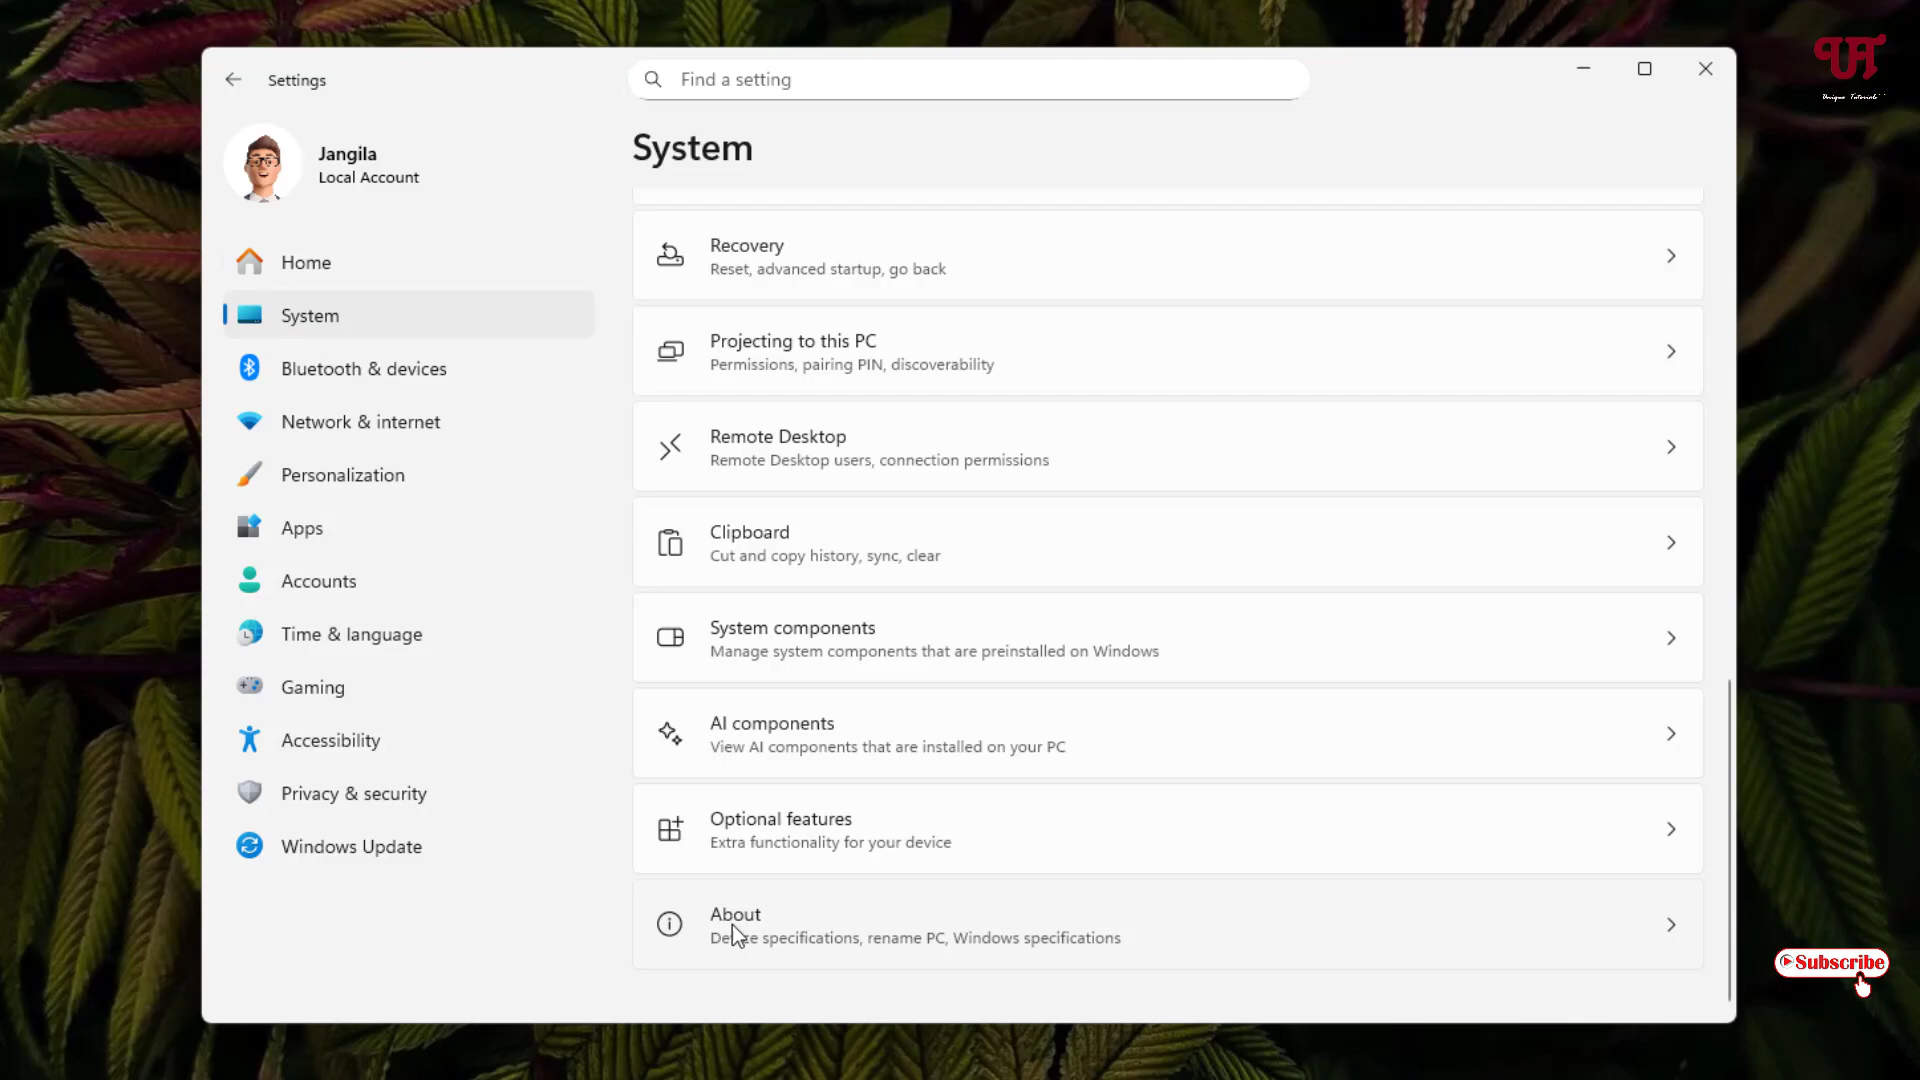 Settings
Find a setting
Jangila
Local Account
Home
System
Bluetooth & devices
Network & internet
Personalization
Apps
Accounts
Time & language
Gaming
Accessibility
Privacy & security
Windows Update
System
Recovery
Reset, advanced startup, go back
Projecting to this PC
Permissions, pairing PIN, discoverability
Remote Desktop
Remote Desktop users, connection permissions
Clipboard
Cut and copy history, sync, clear
System components
Manage system components that are preinstalled on Windows
AI components
View AI components that are installed on your PC
Optional features
Extra functionality for your device
About
Device specifications, rename PC, Windows specifications
UT
Unique Tutorials
Subscribe